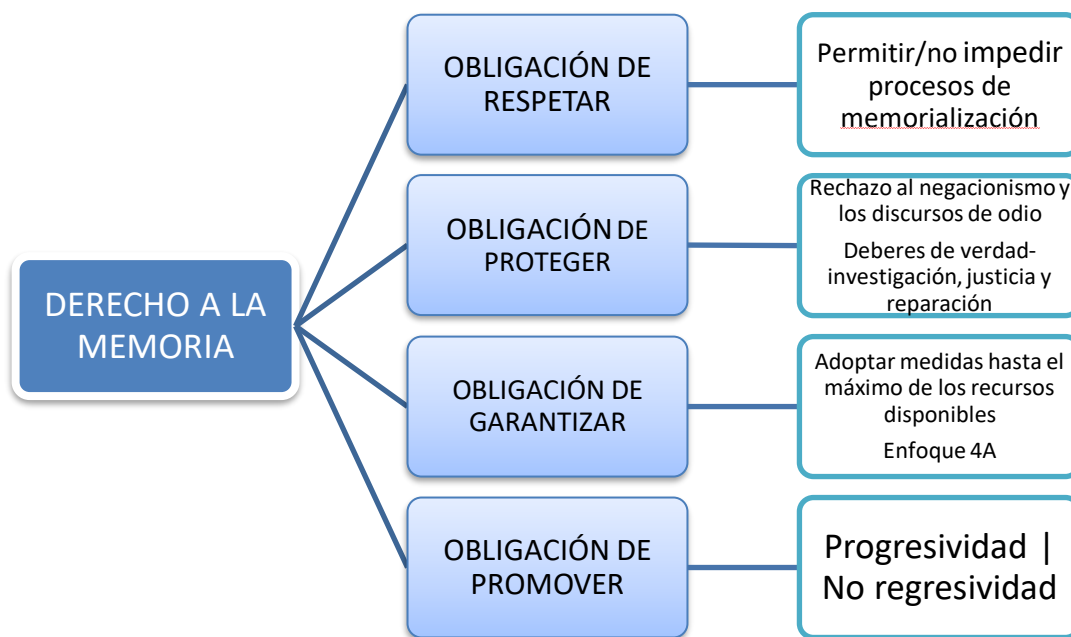 DERECHO A LA
MEMORIA
OBLIGACIÓN DE
RESPETAR
Permitir/no impedir
procesos de
memorialización
OBLIGACIÓN DE
PROTEGER
Rechazo al negacionismo y
los discursos de odio
Deberes de verdad-
investigación, justicia y
reparación
OBLIGACIÓN DE
GARANTIZAR
Adoptar medidas hasta el
máximo de los recursos
disponibles
Enfoque 4A
OBLIGACIÓN DE
PROMOVER
Progresividad |
No regresividad